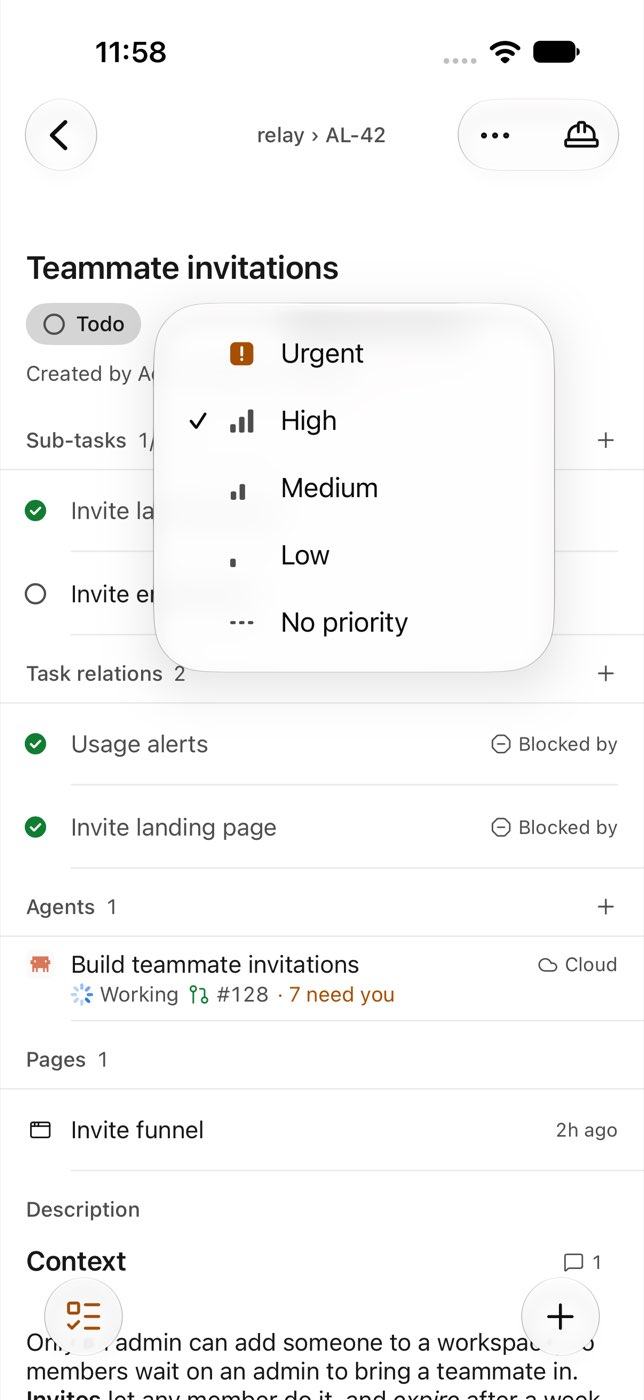 11:58
relay › AL-42
Teammate invitations
Todo
Urgent
Created by
High
Sub-tasks
Medium
Invite
Low
Invite
No priority
Task relations 2
Usage alerts Blocked by
Invite landing page Blocked by
Agents 1
Build teammate invitations Cloud
Working #128 · 7 need you
Pages 1
Invite funnel 2h ago
Description
Context 1
admin can add someone to a
members wait on an admin to bring a teammate in.
Invites let any member do it, and expire after a week